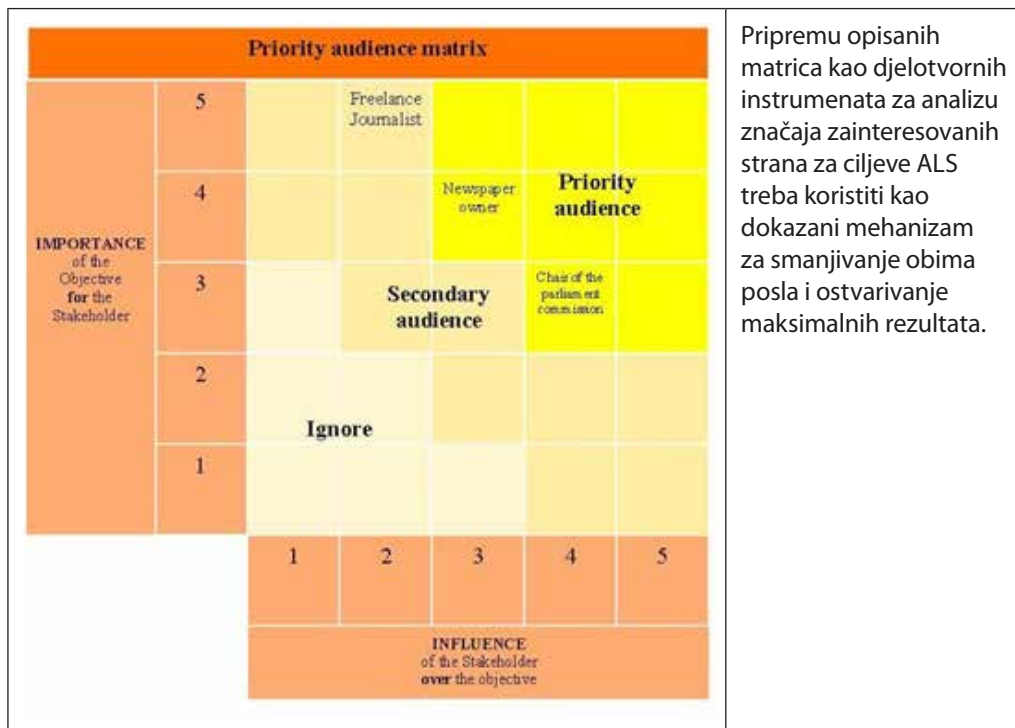 Priority audience matrix
5
Freelance
Journalist
4
Newspaper
owner
Priority
audience
IMPORTANCE
of the
Objective
for the
Stakeholder
3
Secondary
audience
Chair of the
parliament
commission
2
Ignore
1
1
2
3
4
5
INFLUENCE
of the Stakeholder
over the objective
Pripremu opisanih
matrica kao djelotvornih
instrumenata za analizu
značaja zainteresovanih
strana za ciljeve ALS
treba koristiti kao
dokazani mehanizam
za smanjivanje obima
posla i ostvarivanje
maksimalnih rezultata.